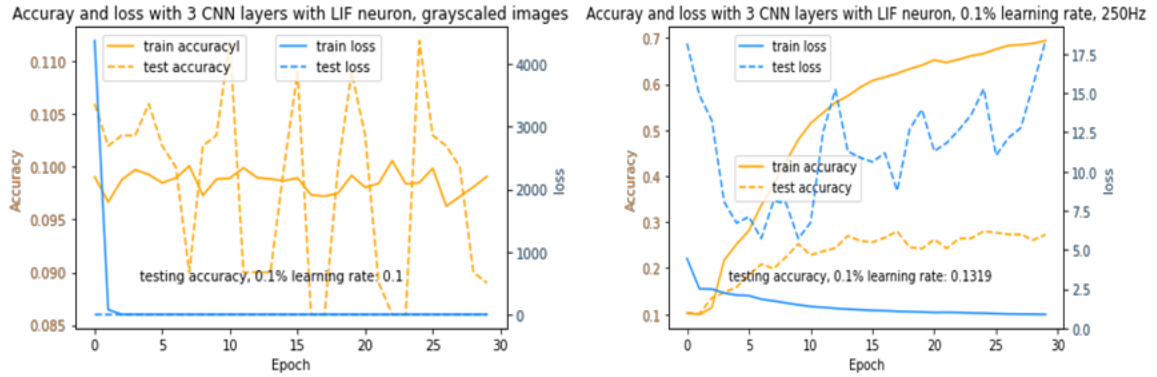 Accuray and loss with 3 CNN layers with LIF neuron, grayscaled images
train accuracyl
test accuracy
train loss
test loss
0.110
0.105
0.100
0.095
0.090
0.085
Accuracy
4000
3000
2000
1000
0
loss
testing accuracy, 0.1% learning rate: 0.1
0 5 10 15 20 25 30
Epoch
Accuray and loss with 3 CNN layers with LIF neuron, 0.1% learning rate, 250Hz
train loss
test loss
train accuracy
test accuracy
0.7
0.6
0.5
0.4
0.3
0.2
0.1
Accuracy
17.5
15.0
12.5
10.0
7.5
5.0
2.5
0.0
loss
testing accuracy, 0.1% learning rate: 0.1319
0 5 10 15 20 25 30
Epoch